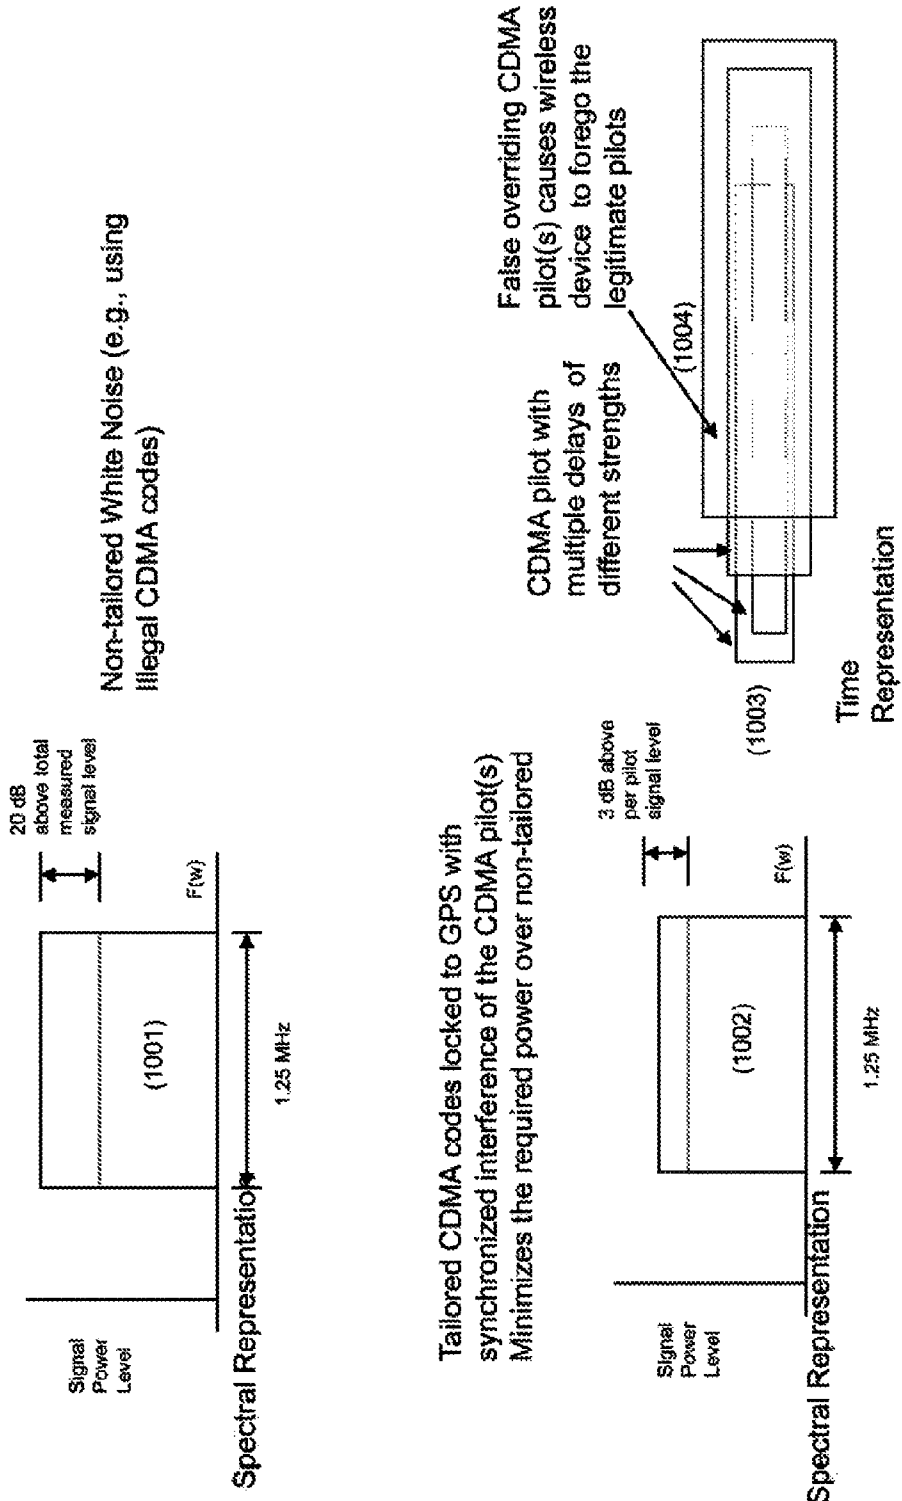 20 dB
above total
measured
signal level
F(w)
(1001)
1.25 MHz
Signal
Power
Level
Spectral Representation
Non-tailored White Noise (e.g., using
Illegal CDMA codes)
Tailored CDMA codes locked to GPS with
synchronized interference of the CDMA pilot(s)
Minimizes the required power over non-tailored
3 dB above
per pilot
signal level
F(w)
(1002)
1.25 MHz
Signal
Power
Level
Spectral Representation
CDMA pilot with
multiple delays of
different strengths
False overriding CDMA
pilot(s) causes wireless
device to forego the
legitimate pilots
(1004)
(1003)
Time
Representation